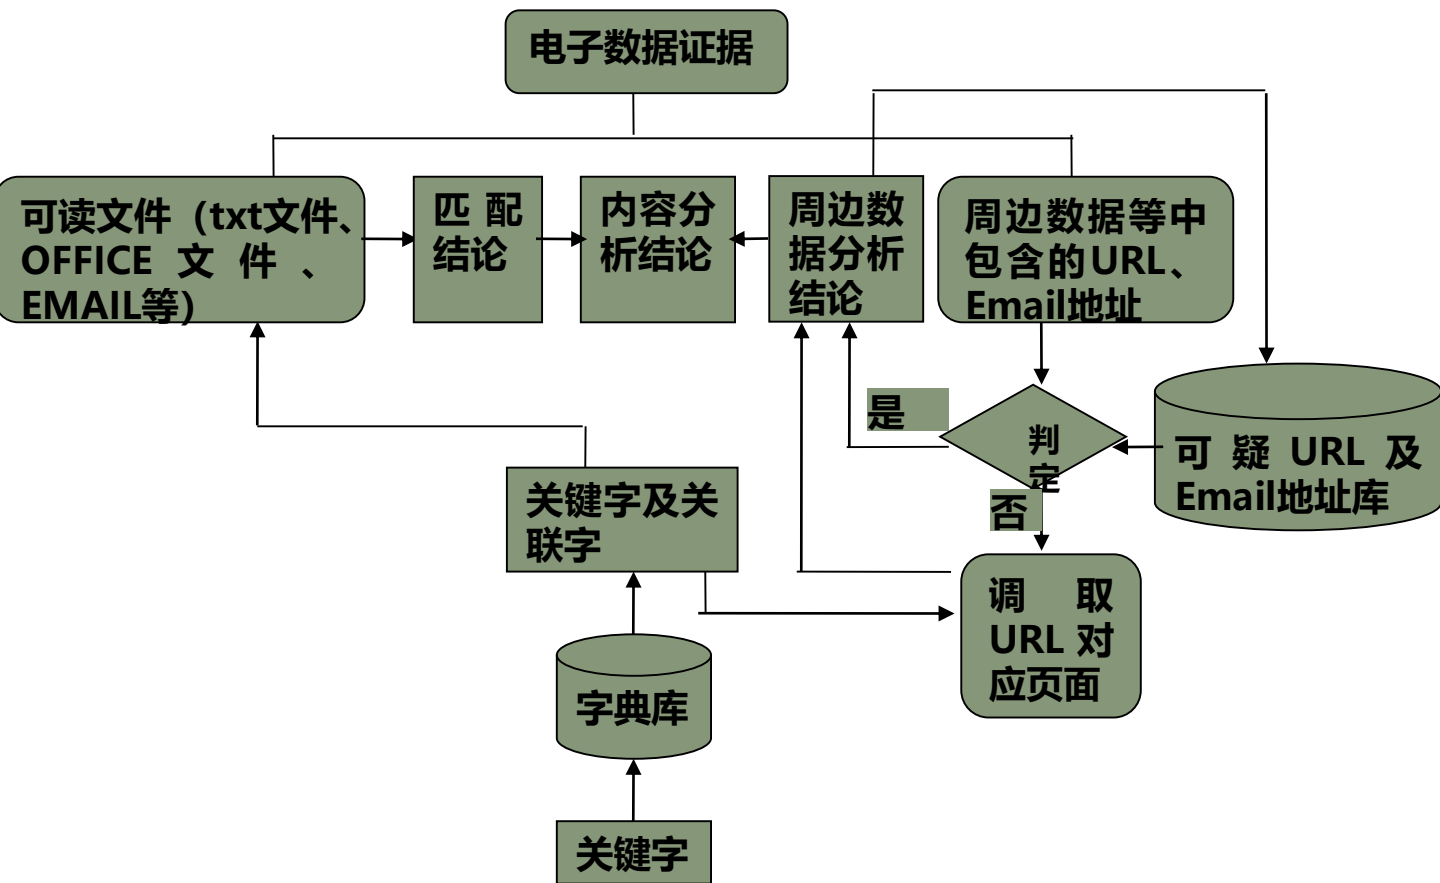 电子数据证据
可读文件（txt文件、
OFFICE 文 件 、
EMAIL等）
匹 配
结论
内容分
析结论
周边数
据分析
结论
周边数据等中
包含的URL、
Email地址
是
判
定
否
可 疑 URL 及
Email地址库
关键字及关
联字
调 取
URL 对
应页面
字典库
关键字